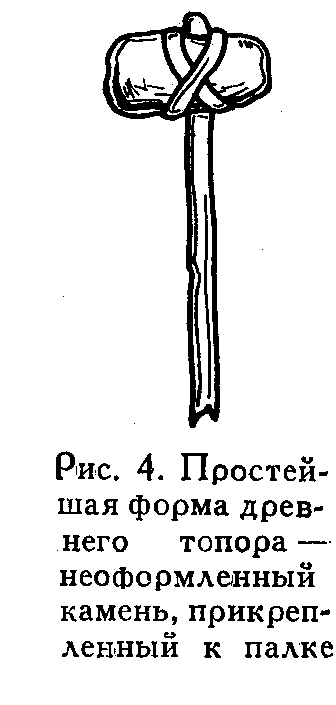 Рис. 4. Простей-
шая форма древ-
него топора —
неоформленный
камень, прикреп-
ленный к палке